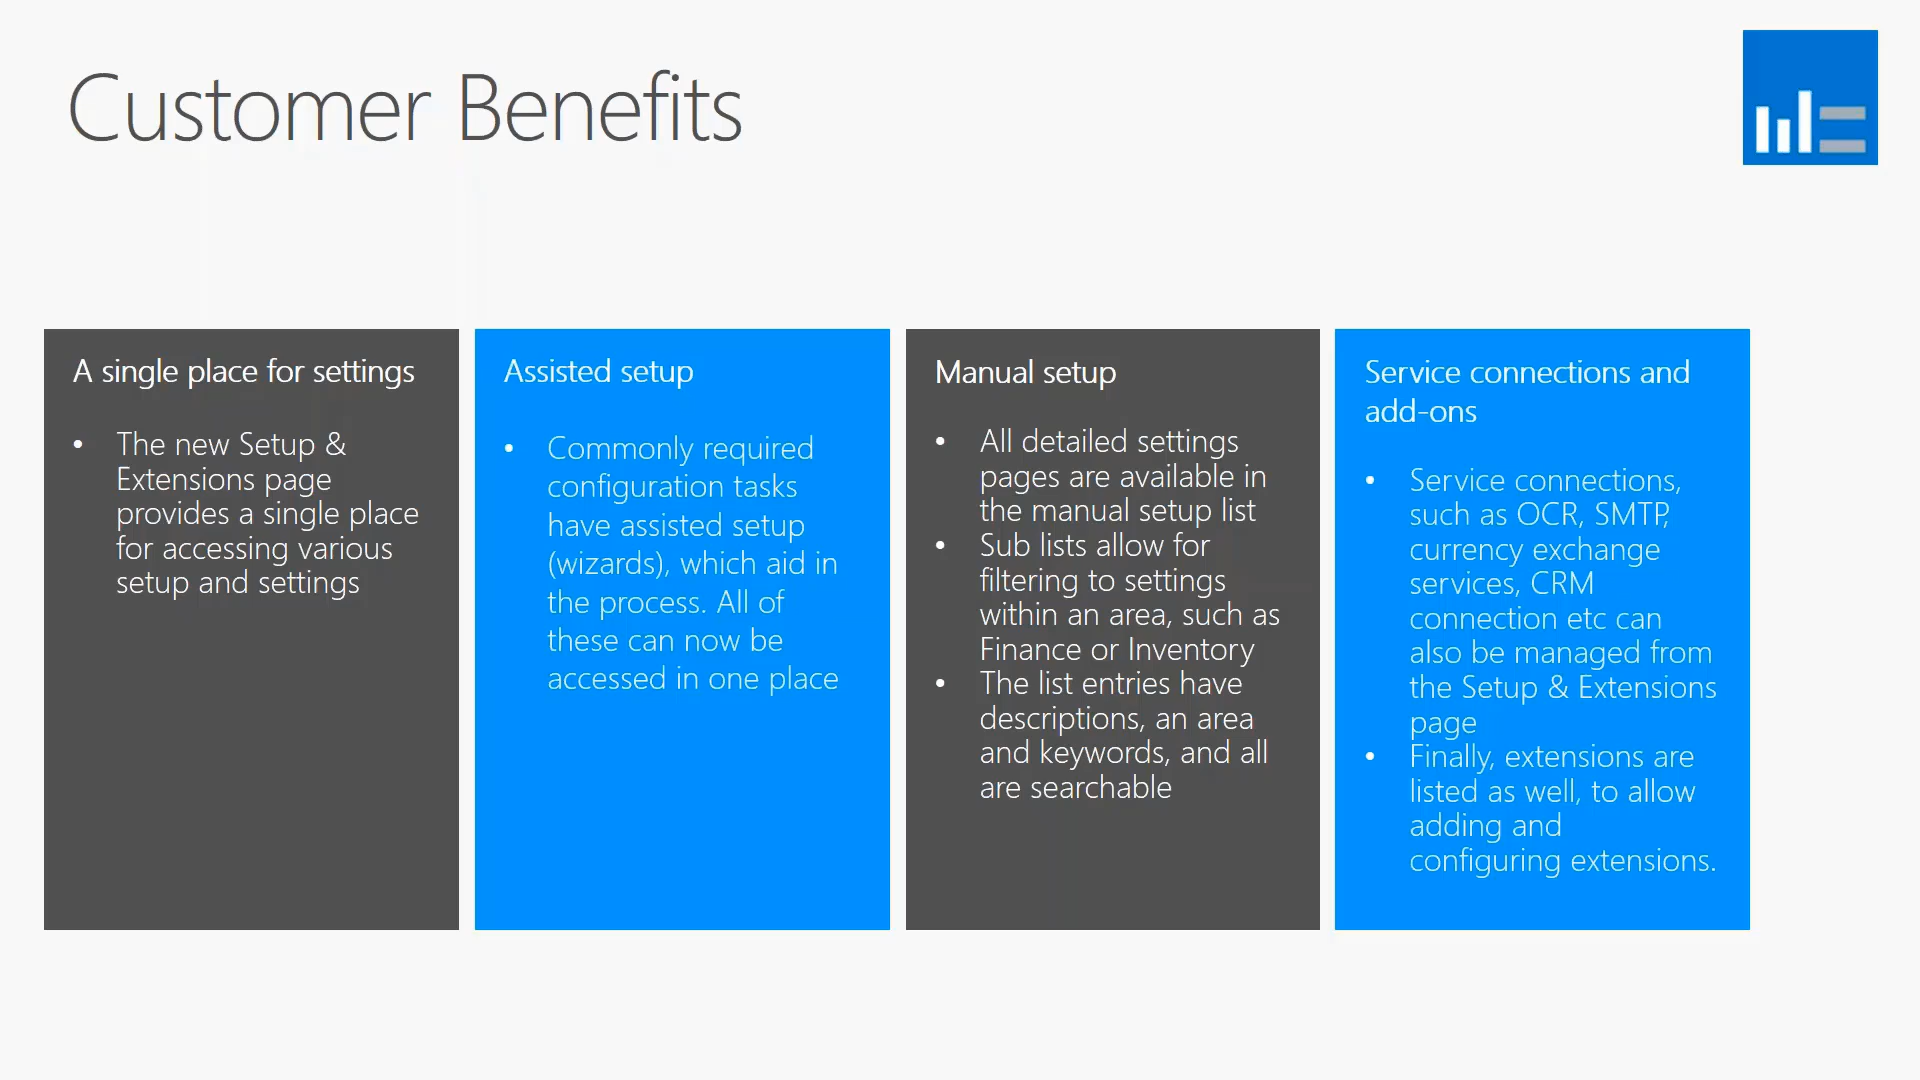 Customer Benefits
A single place for settings
• The new Setup &
Extensions page
provides a single place
for accessing various
setup and settings
Assisted setup
• Commonly required
configuration tasks
have assisted setup
(wizards), which aid in
the process. All of
these can now be
accessed in one place
Manual setup
• All detailed settings
pages are available in
the manual setup list
• Sub lists allow for
filtering to settings
within an area, such as
Finance or Inventory
• The list entries have
descriptions, an area
and keywords, and all
are searchable
Service connections and
add-ons
• Service connections,
such as OCR, SMTP,
currency exchange
services, CRM
connection etc can
also be managed from
the Setup & Extensions
page
• Finally, extensions are
listed as well, to allow
adding and
configuring extensions.